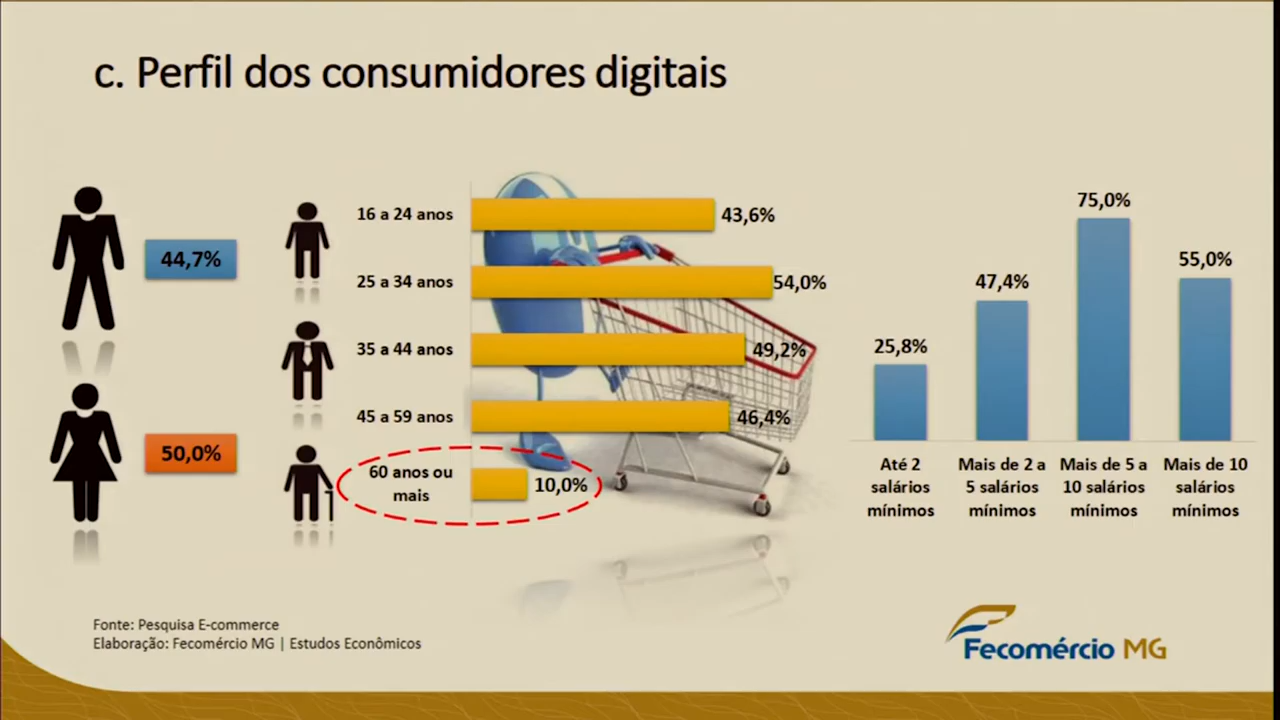 c. Perfil dos consumidores digitais
44,7%
50,0%
16 a 24 anos
43,6%
25 a 34 anos
54,0%
35 a 44 anos
49,2%
45 a 59 anos
46,4%
60 anos ou
mais
10,0%
25,8%
47,4%
75,0%
55,0%
Até 2
salários
mínimos
Mais de 2 a
5 salários
mínimos
Mais de 5 a
10 salários
mínimos
Mais de 10
salários
mínimos
Fonte: Pesquisa E-commerce
Elaboração: Fecomércio MG | Estudos Econômicos
Fecomércio MG